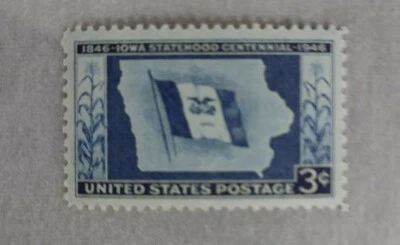 1846-IOWA STATEHOOD CENTENNIAL-1946
UNITED STATES POSTAGE 3¢